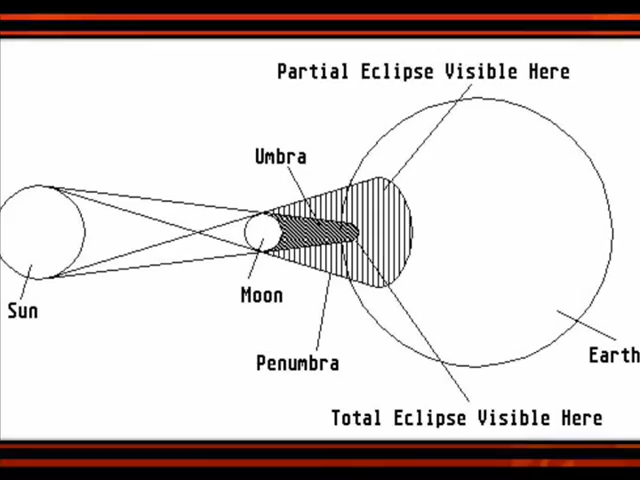 Partial Eclipse Visible Here
Umbra
Moon
Sun
Penumbra
Earth
Total Eclipse Visible Here